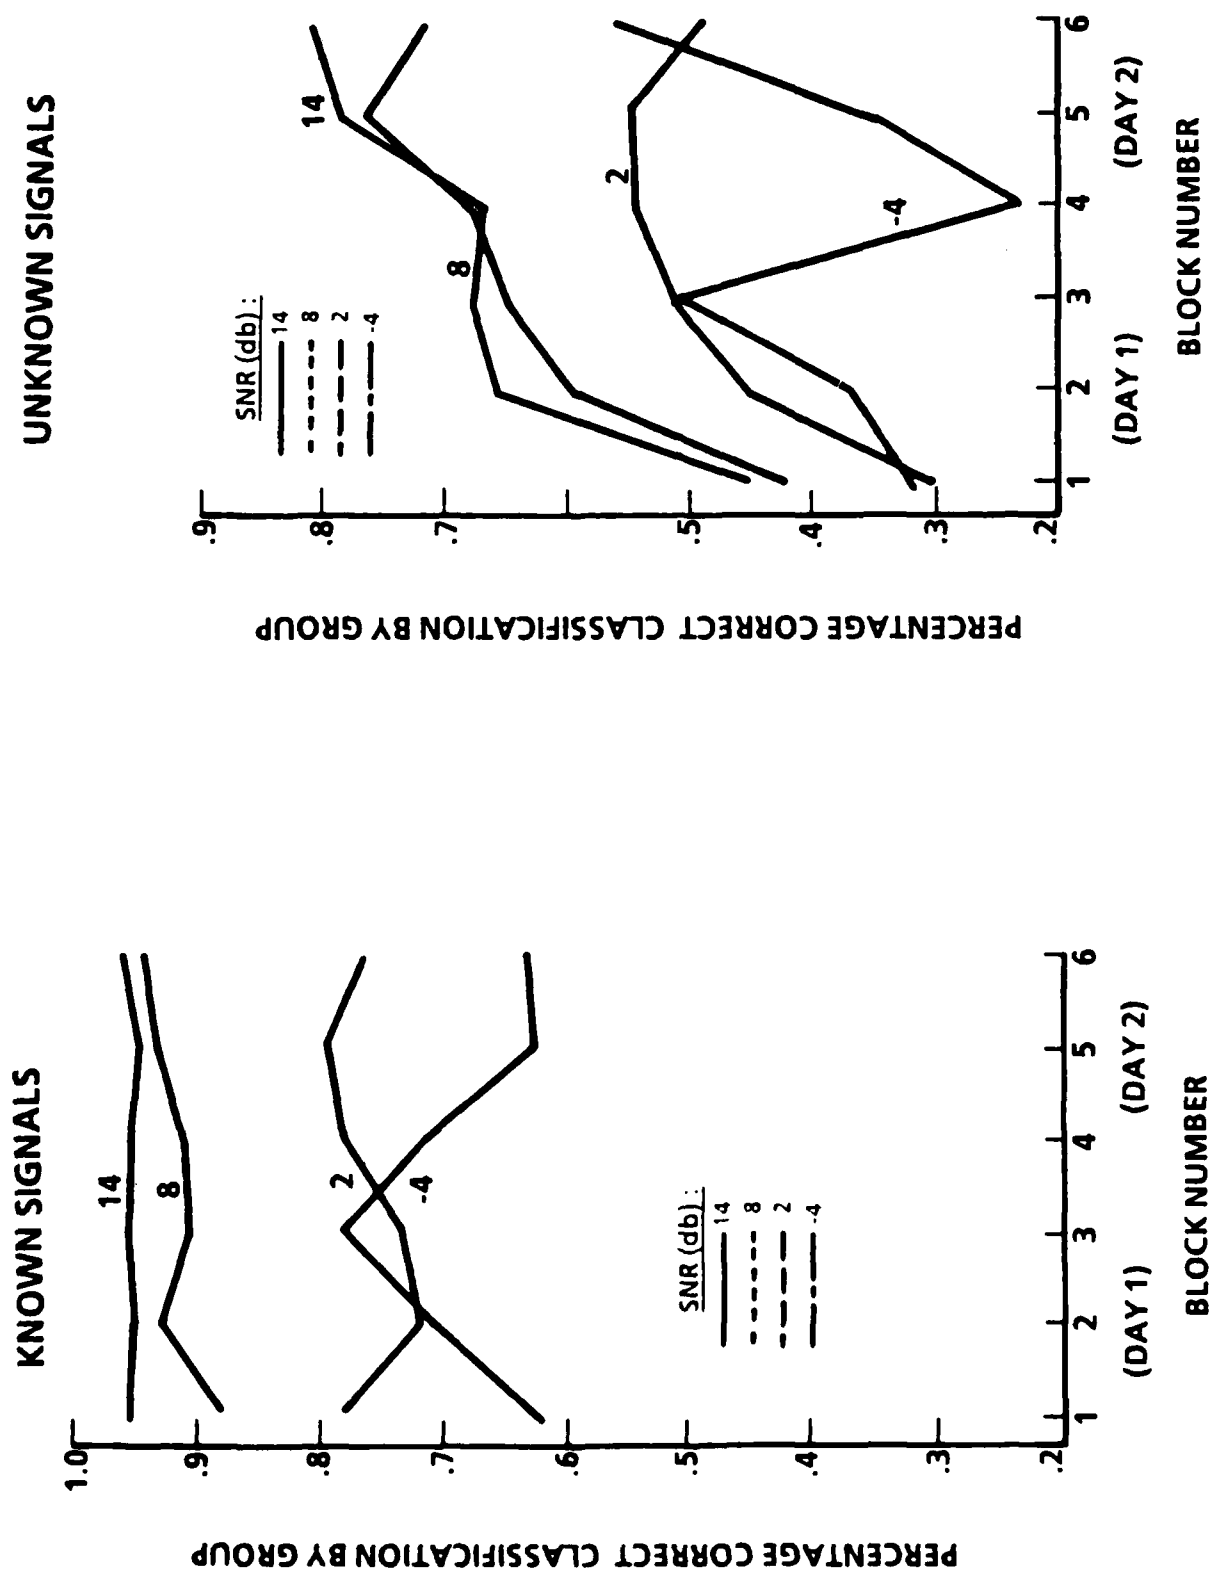 KNOWN SIGNALS
PERCENTAGE CORRECT CLASSIFICATION BY GROUP
1.0
.9
.8
.7
.6
.5
.4
.3
.2
14
8
2
-4
SNR (db) :
14
8
2
-4
1 2 3 4 5 6
(DAY 1) (DAY 2)
BLOCK NUMBER
UNKNOWN SIGNALS
PERCENTAGE CORRECT CLASSIFICATION BY GROUP
.9
.8
.7
.5
.4
.3
.2
SNR (db) :
14
8
2
-4
14
8
2
-4
1 2 3 4 5 6
(DAY 1) (DAY 2)
BLOCK NUMBER